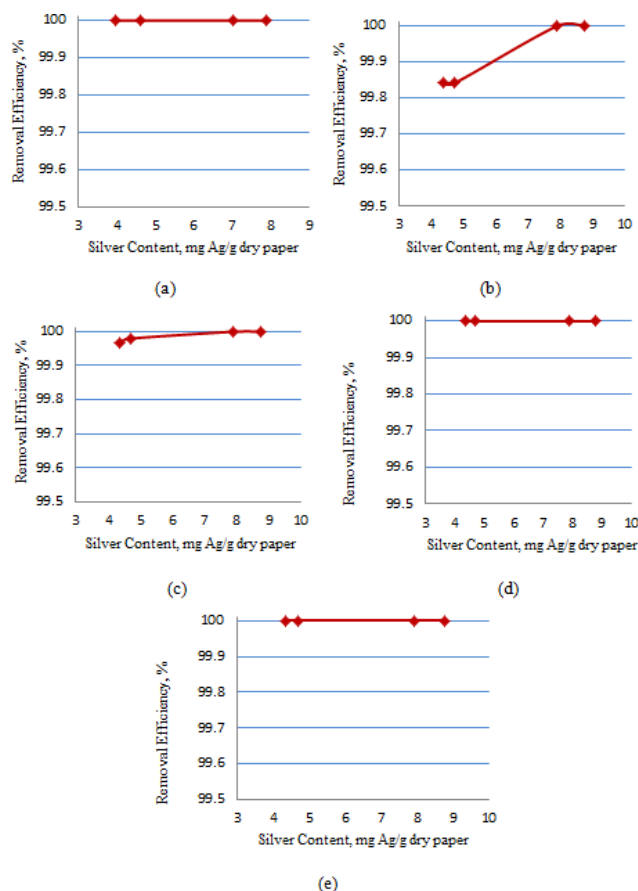 100
99.9
99.8
99.7
99.6
99.5
Removal Efficiency, %
3 4 5 6 7 8 9
Silver Content, mg Ag/g dry paper
(a)
100
99.9
99.8
99.7
99.6
99.5
Removal Efficiency, %
3 4 5 6 7 8 9 10
Silver Content, mg Ag/g dry paper
(b)
100
99.9
99.8
99.7
99.6
99.5
Removal Efficiency, %
3 4 5 6 7 8 9 10
Silver Content, mg Ag/g dry paper
(c)
100
99.9
99.8
99.7
99.6
99.5
Removal Efficiency, %
3 4 5 6 7 8 9 10
Silver Content, mg Ag/g dry paper
(d)
100
99.9
99.8
99.7
99.6
99.5
Removal Efficiency, %
3 4 5 6 7 8 9 10
Silver Content, mg Ag/g dry paper
(e)